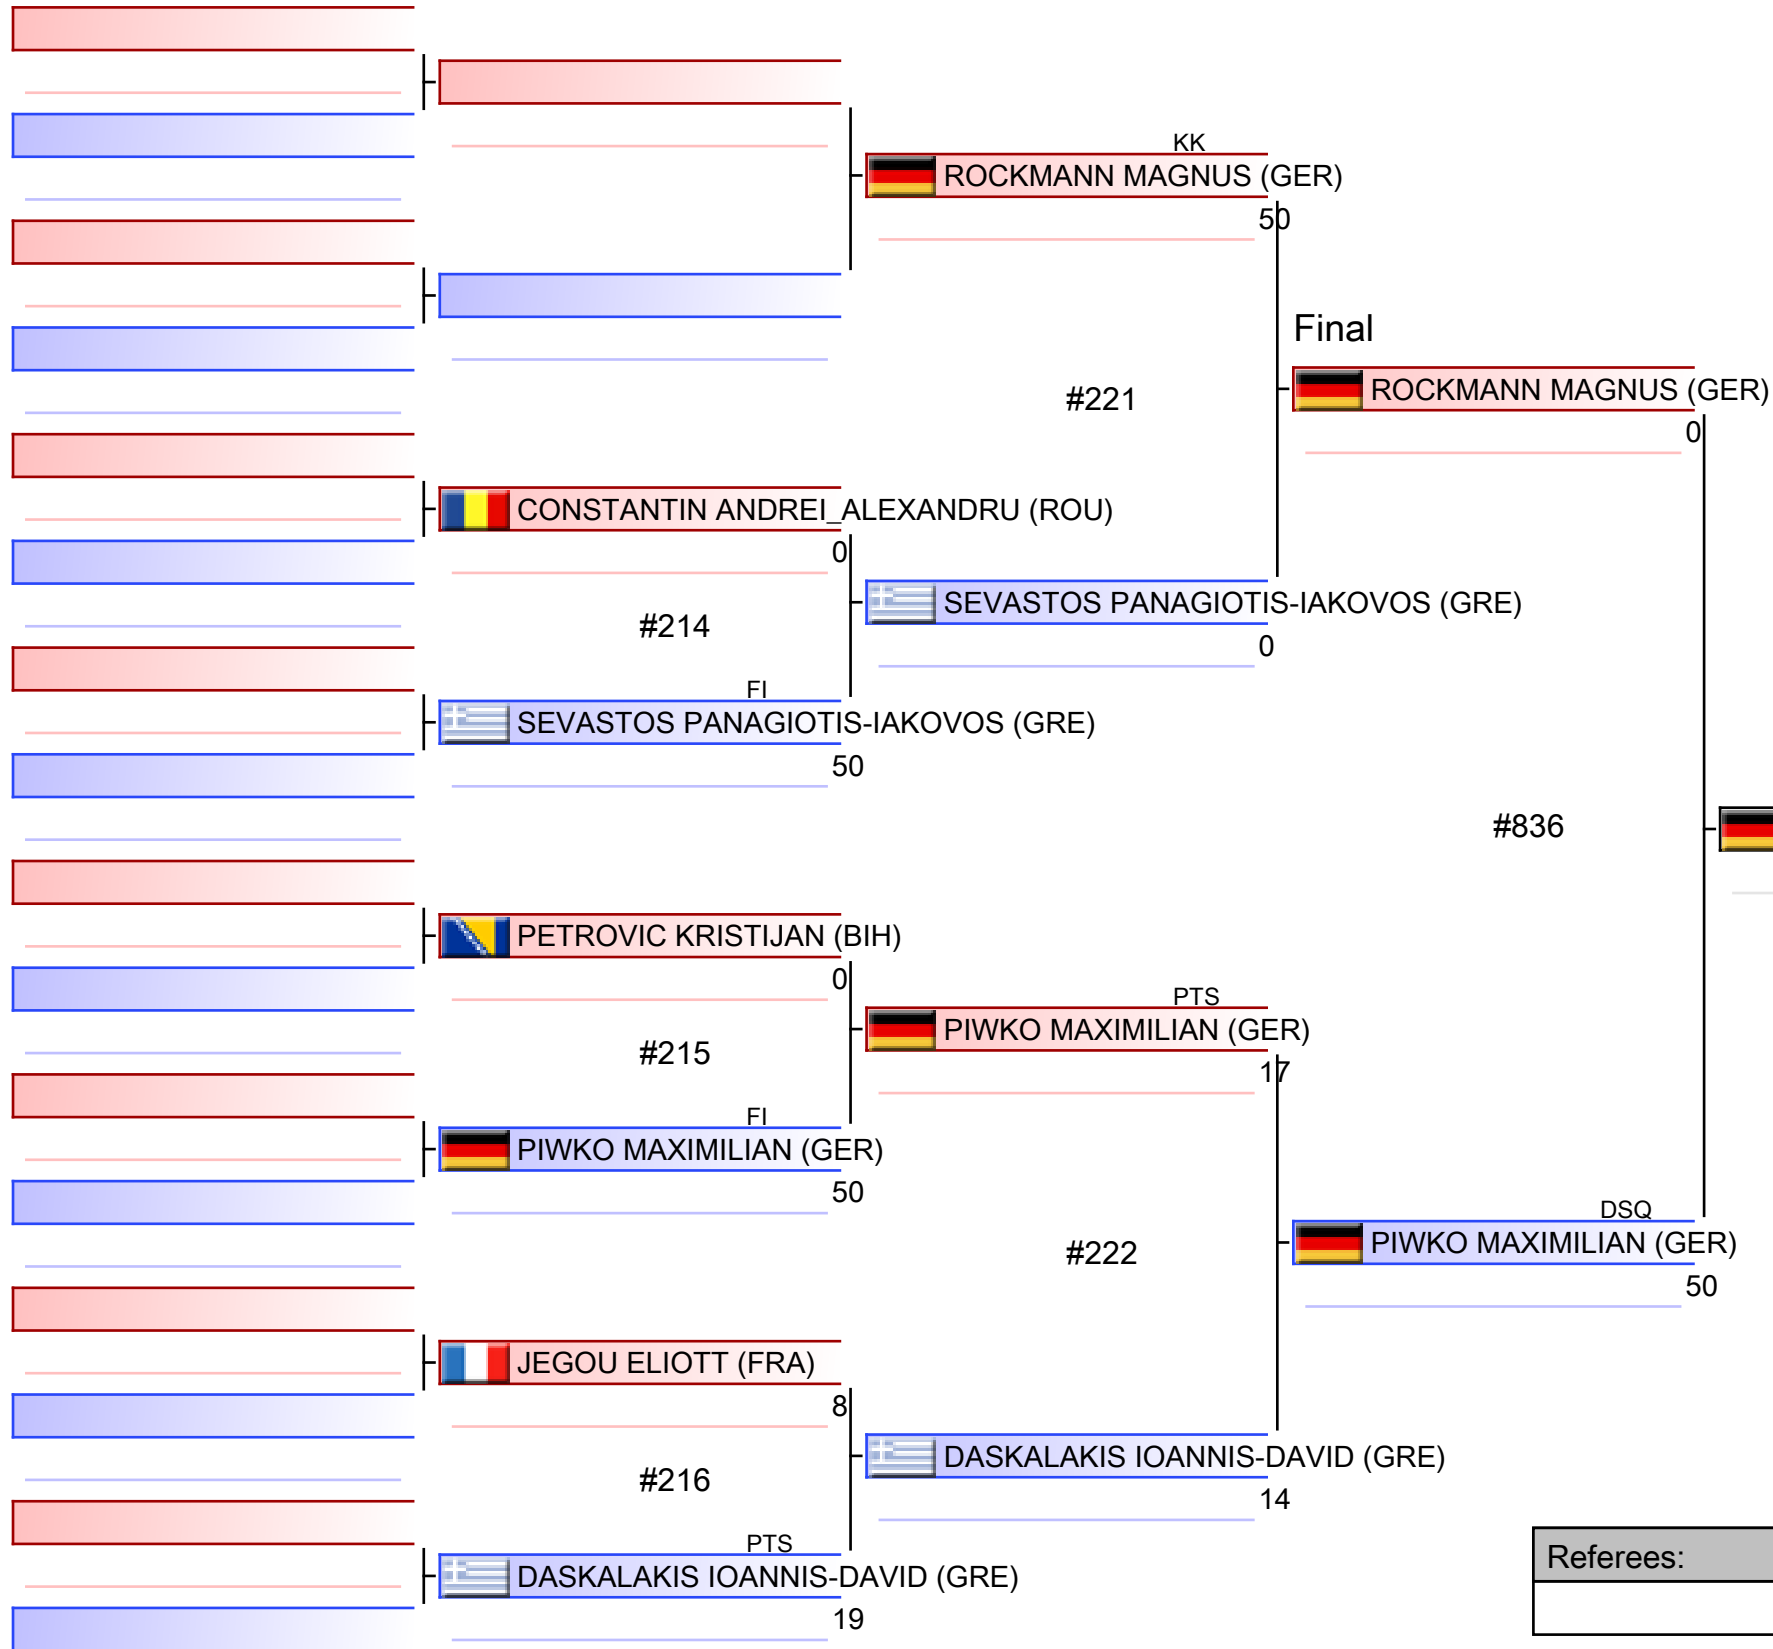 KK
ROCKMANN MAGNUS (GER)
50
Final
#221
ROCKMANN MAGNUS (GER)
0
CONSTANTIN ANDREI_ALEXANDRU (ROU)
0
SEVASTOS PANAGIOTIS-IAKOVOS (GRE)
#214
0
FI
SEVASTOS PANAGIOTIS-IAKOVOS (GRE)
50
#836
PETROVIC KRISTIJAN (BIH)
0
PTS
PIWKO MAXIMILIAN (GER)
#215
17
FI
PIWKO MAXIMILIAN (GER)
50
DSQ
#222
PIWKO MAXIMILIAN (GER)
50
JEGOU ELIOTT (FRA)
8
DASKALAKIS IOANNIS-DAVID (GRE)
#216
14
PTS
Referees:
DASKALAKIS IOANNIS-DAVID (GRE)
19